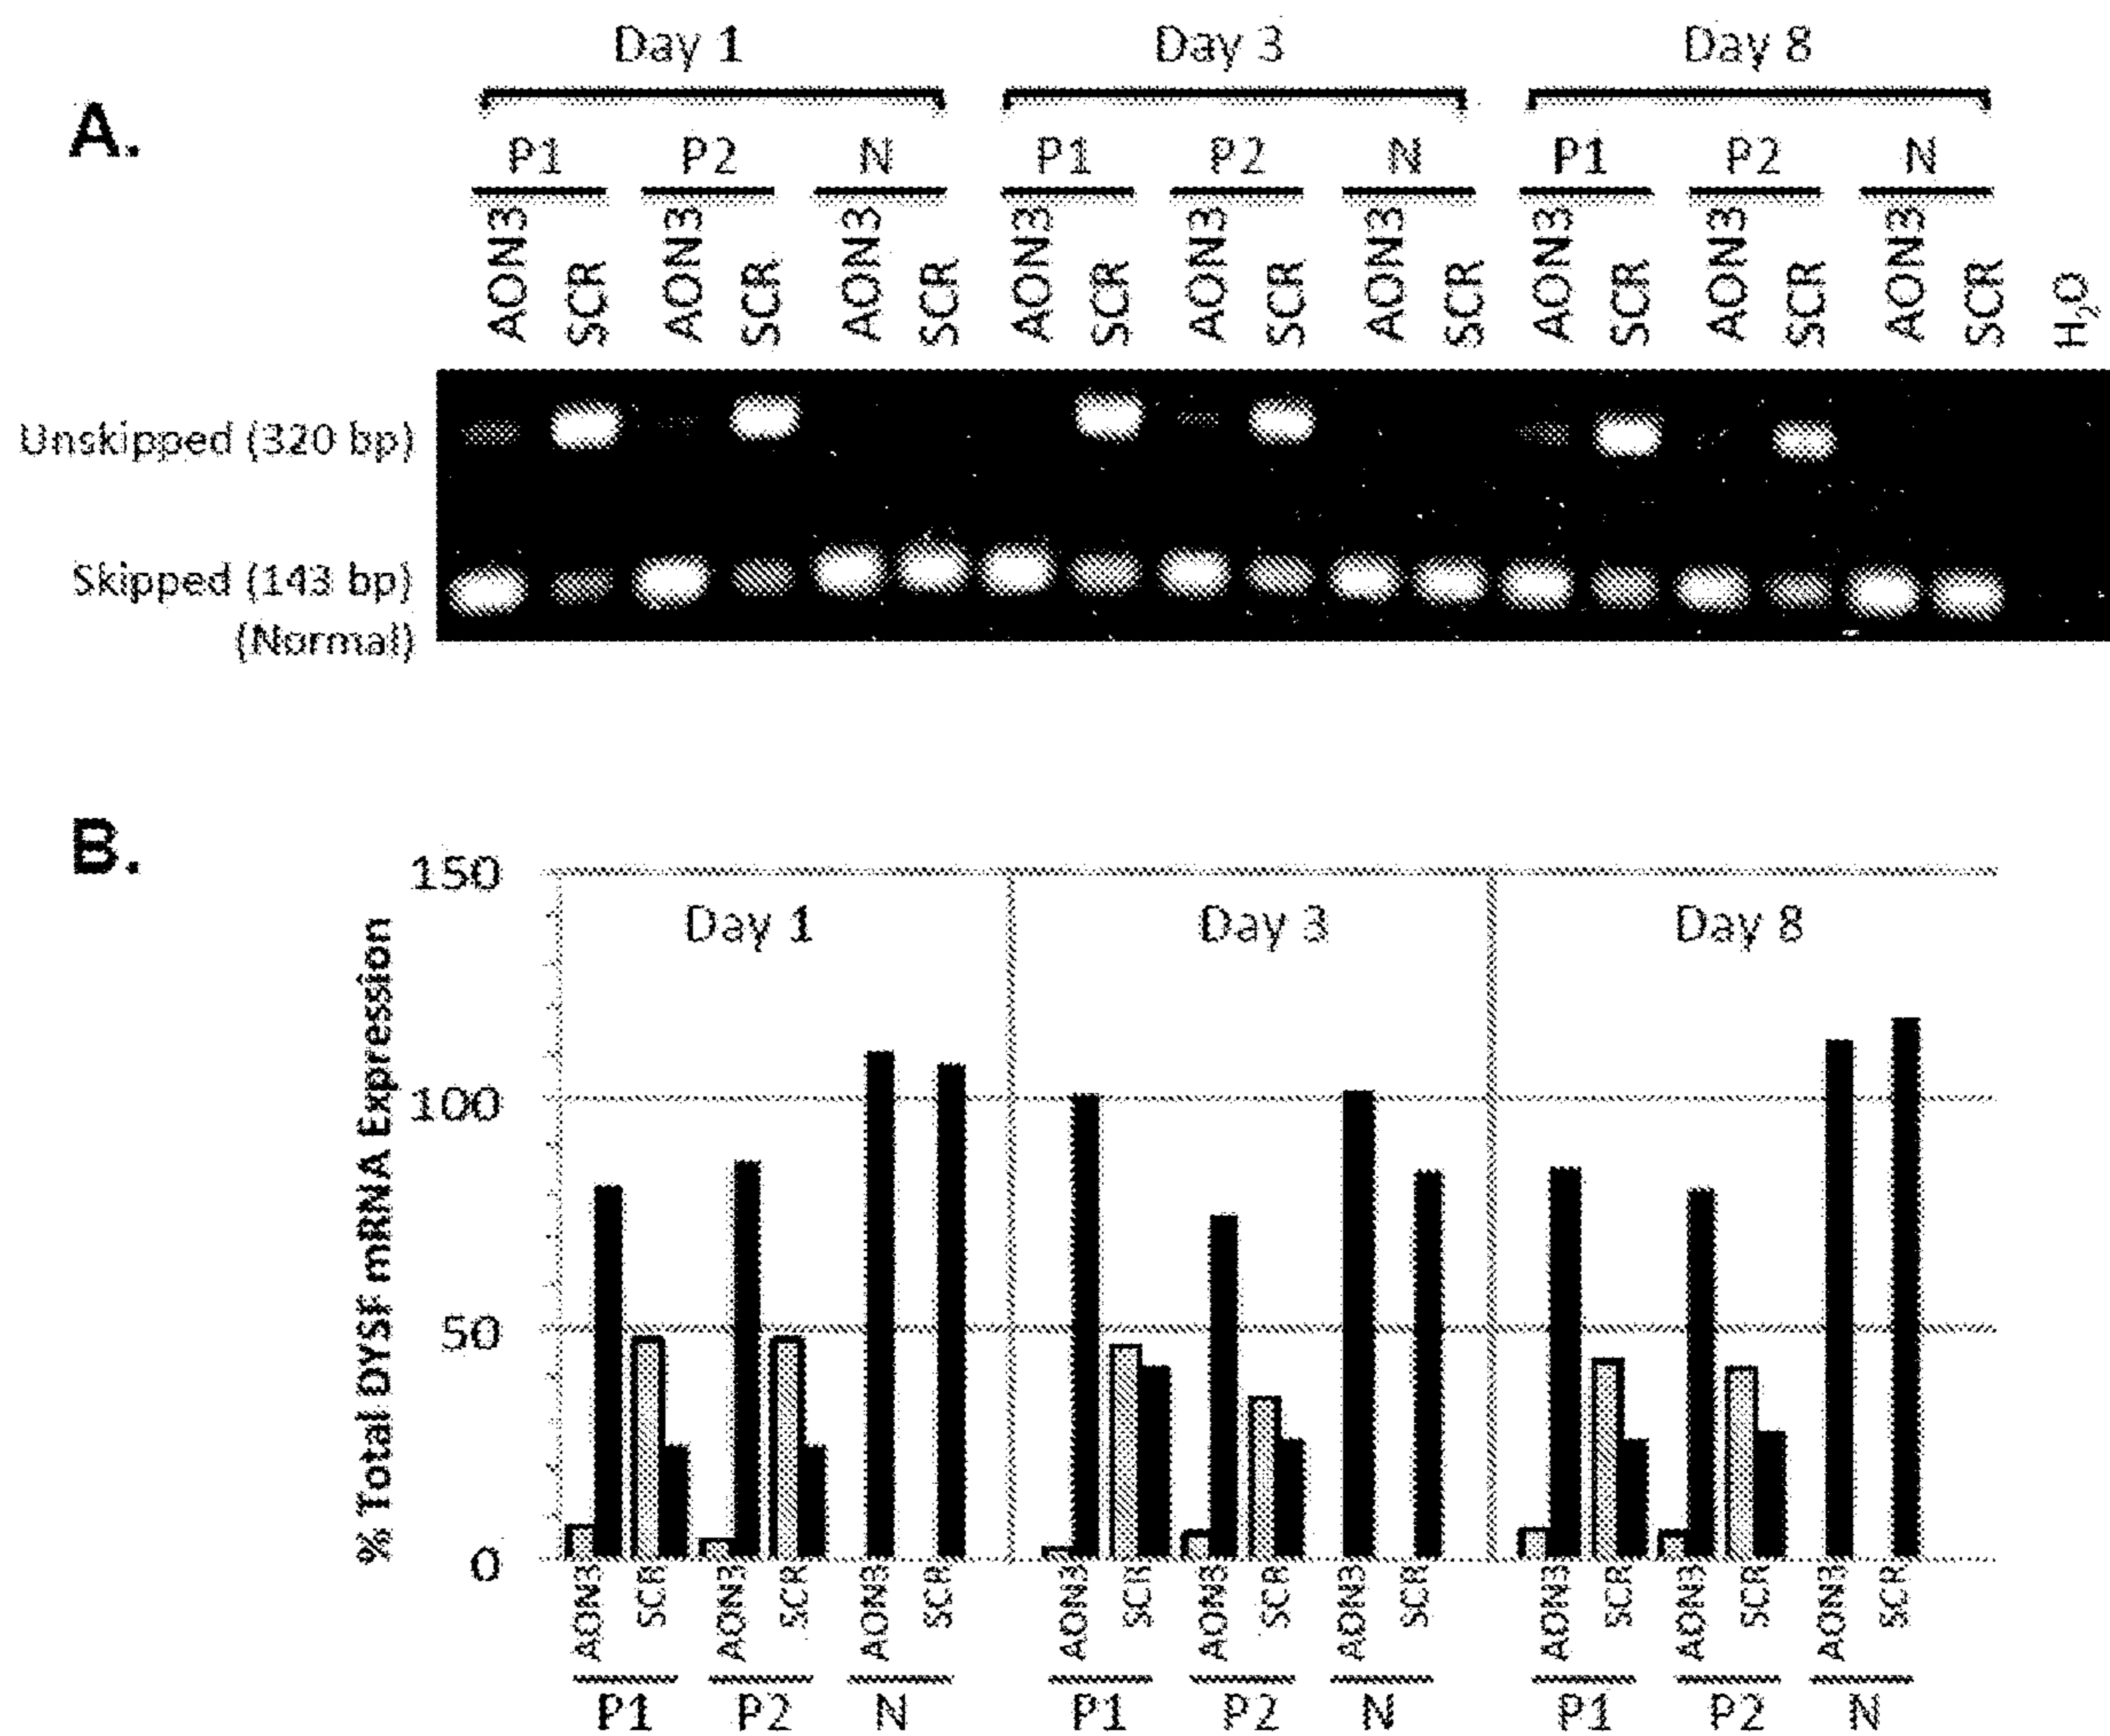 A.
Day 1 Day 3 Day 8
P1 P2 N P1 P2 N P1 P2 N
AON3 SCR AON3 SCR AON3 SCR AON3 SCR AON3 SCR AON3 SCR AON3 SCR AON3 SCR AON3 SCR H₂O
Unskipped (320 bp)
Skipped (143 bp)
(Normal)
B.
% Total DYSF mRNA Expression
150
100
50
0
Day 1 Day 3 Day 8
AON3 SCR AON3 SCR AON3 SCR AON3 SCR AON3 SCR AON3 SCR AON3 SCR AON3 SCR AON3 SCR
P1 P2 N P1 P2 N P1 P2 N